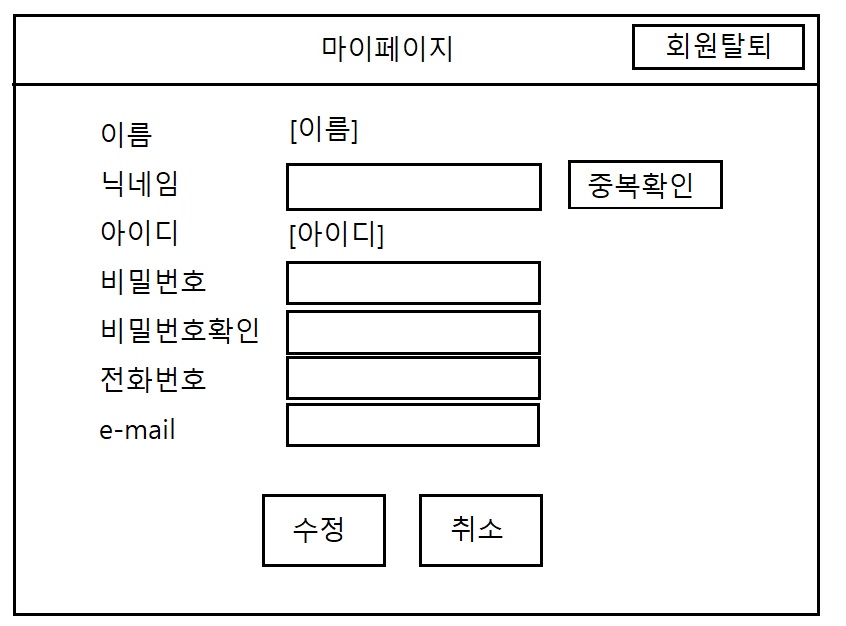 마이페이지 회원탈퇴
이름 [이름]
닉네임 중복확인
아이디 [아이디]
비밀번호
비밀번호확인
전화번호
e-mail
수정 취소